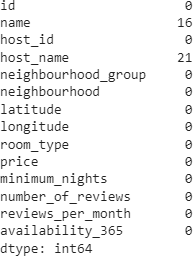 id 0
name 16
host_id 0
host_name 21
neighbourhood_group 0
neighbourhood 0
latitude 0
longitude 0
room_type 0
price 0
minimum_nights 0
number_of_reviews 0
reviews_per_month 0
availability_365 0
dtype: int64